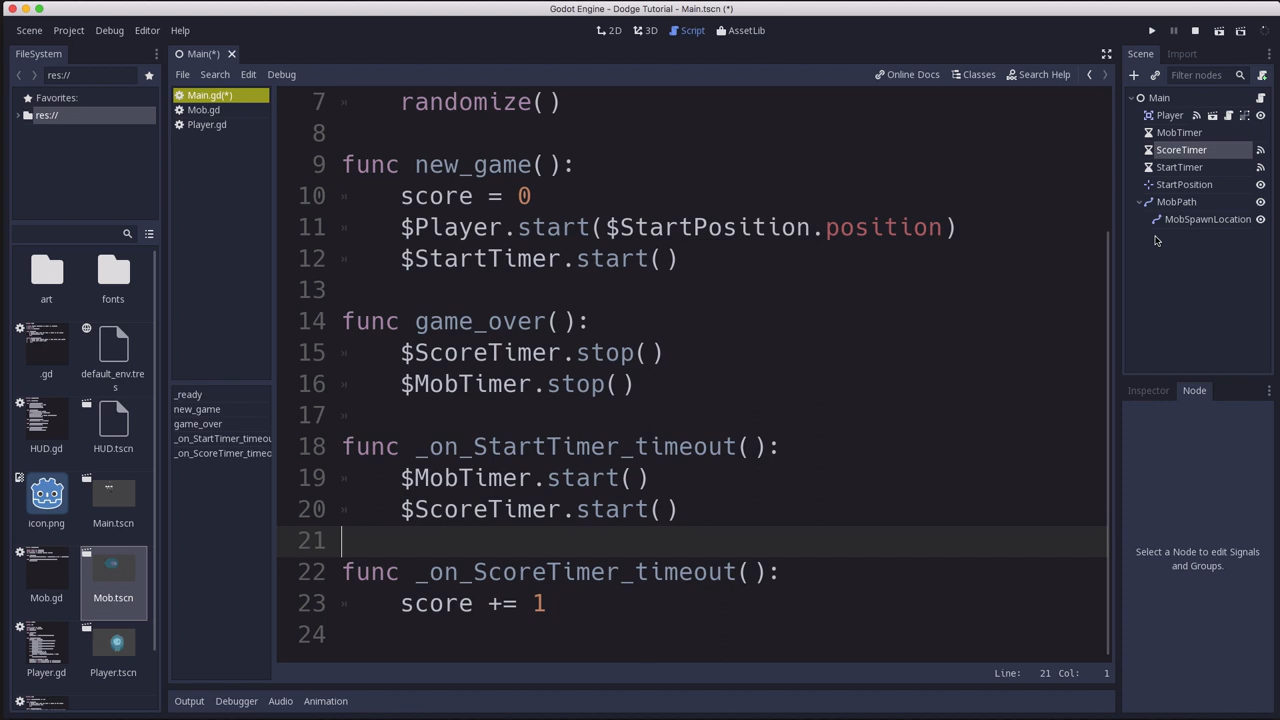 Godot Engine - Dodge Tutorial - Main.tscn (*)
Scene Project Debug Editor Help
2D 3D Script AssetLib
FileSystem
res://
Favorites:
res://
art fonts
.gd default_env.tres
HUD.gd HUD.tscn
icon.png Main.tscn
Mob.gd Mob.tscn
Player.gd Player.tscn
Main(*)
File Search Edit Debug
Online Docs Classes Search Help
Main.gd(*)
Mob.gd
Player.gd
_ready
new_game
game_over
_on_StartTimer_timeou
_on_ScoreTimer_timeo
7 randomize()
8
9 func new_game():
10 score = 0
11 $Player.start($StartPosition.position)
12 $StartTimer.start()
13
14 func game_over():
15 $ScoreTimer.stop()
16 $MobTimer.stop()
17
18 func _on_StartTimer_timeout():
19 $MobTimer.start()
20 $ScoreTimer.start()
21
22 func _on_ScoreTimer_timeout():
23 score += 1
24
Line: 21 Col: 1
Output Debugger Audio Animation
Scene Import
Filter nodes
Main
Player
MobTimer
ScoreTimer
StartTimer
StartPosition
MobPath
MobSpawnLocation
Inspector Node
Select a Node to edit Signals
and Groups.